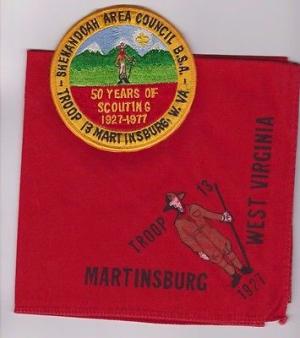 - SHENANDOAH AREA COUNCIL B.S.A. -
50 YEARS OF
SCOUTING
1927-1977
TROOP 13 MARTINSBURG W. VA.
TROOP 13
MARTINSBURG
WEST VIRGINIA
1927